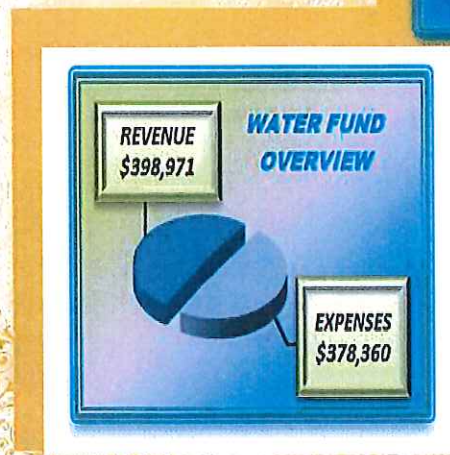 WATER FUND
OVERVIEW
REVENUE
$398,971
EXPENSES
$378,360